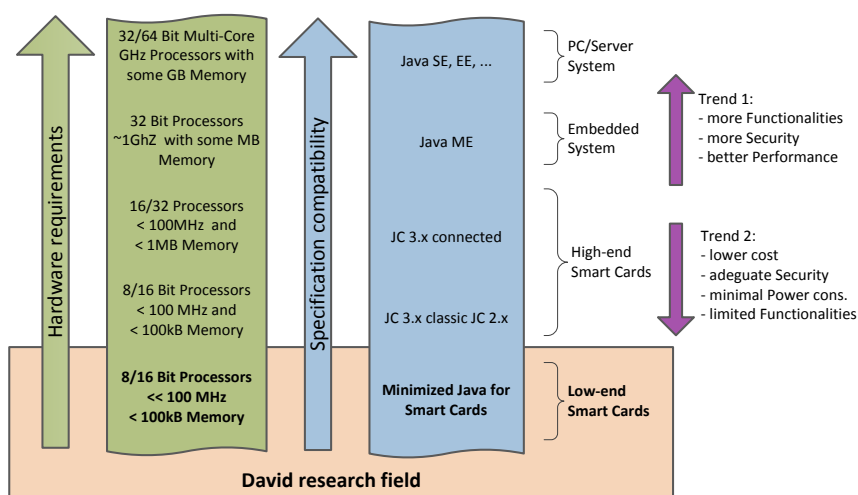 Hardware requirements
32/64 Bit Multi-Core
GHz Processors with
some GB Memory
32 Bit Processors
~1GhZ with some MB
Memory
16/32 Processors
< 100MHz and
< 1MB Memory
8/16 Bit Processors
< 100 MHz and
< 100kB Memory
8/16 Bit Processors
<< 100 MHz
< 100kB Memory
Specification compatibility
Java SE, EE, ...
Java ME
JC 3.x connected
JC 3.x classic JC 2.x
Minimized Java for
Smart Cards
PC/Server
System
Embedded
System
High-end
Smart Cards
Low-end
Smart Cards
Trend 1:
- more Functionalities
- more Security
- better Performance
Trend 2:
- lower cost
- adeguate Security
- minimal Power cons.
- limited Functionalities
David research field